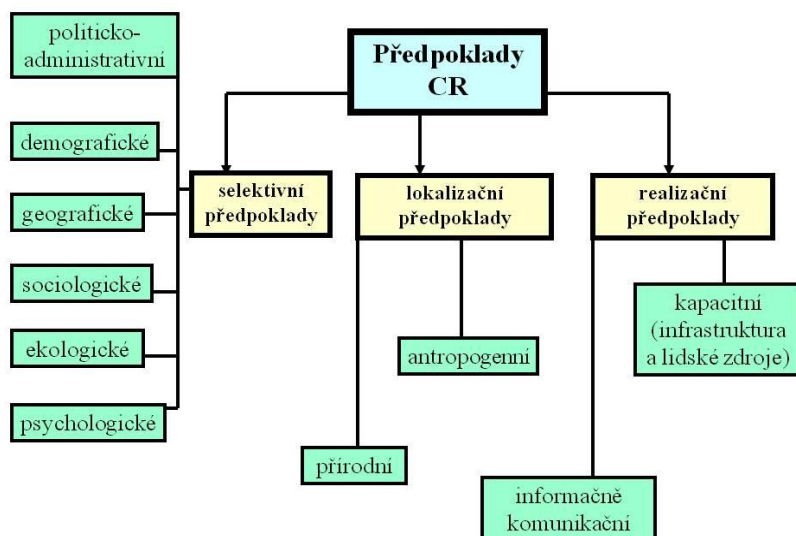 politicko-
administrativní
Předpoklady
CR
demografické
geografické
sociologické
ekologické
psychologické
selektivní
předpoklady
lokalizační
předpoklady
realizační
předpoklady
antropogenní
přírodní
kapacitní
(infrastruktura
a lidské zdroje)
informačně
komunikační